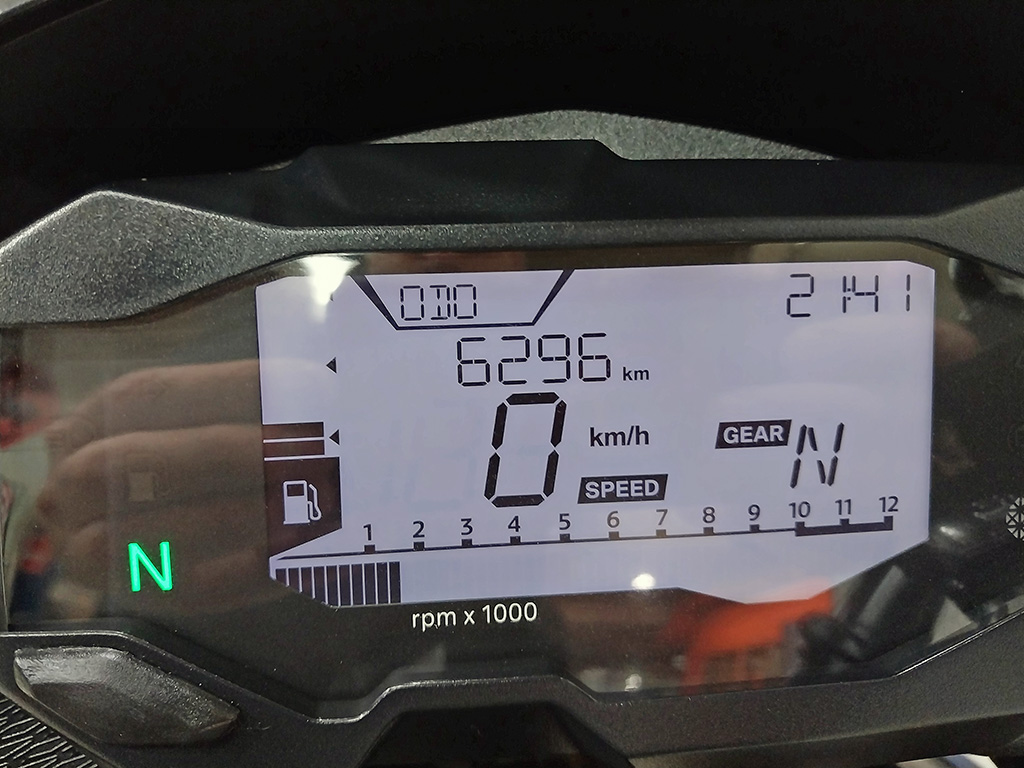 ODO
21:41
6296 km
0 km/h
SPEED
GEAR N
1 2 3 4 5 6 7 8 9 10 11 12
N
rpm x 1000